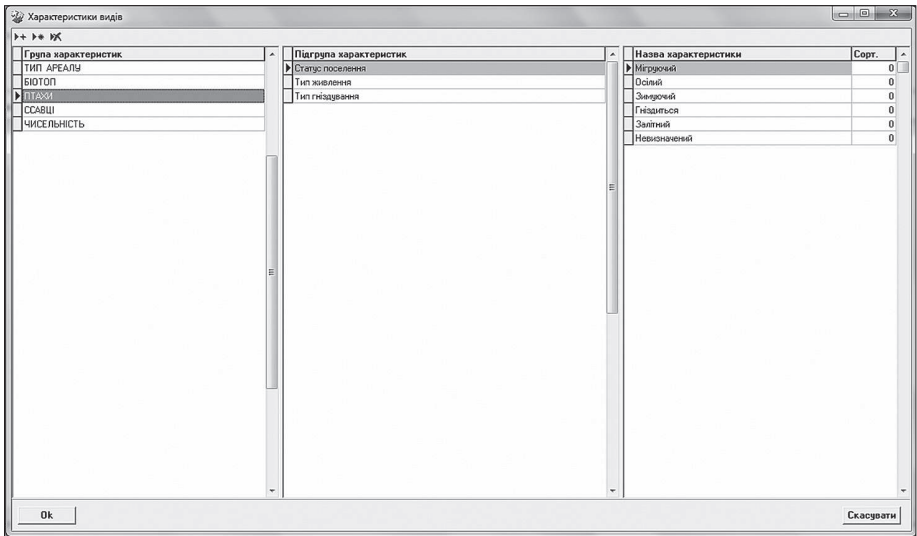 Характеристики видів
Група характеристик
ТИП АРЕАЛУ
БІОТОП
ПТАХИ
ССАВЦІ
ЧИСЕЛЬНІСТЬ
Підгрупа характеристик
Статус поселення
Тип живлення
Тип гніздування
Назва характеристики Сорт.
Мігруючий 0
Осілий 0
Зимуючий 0
Гніздиться 0
Залітний 0
Невизначений 0
Ok Скасувати